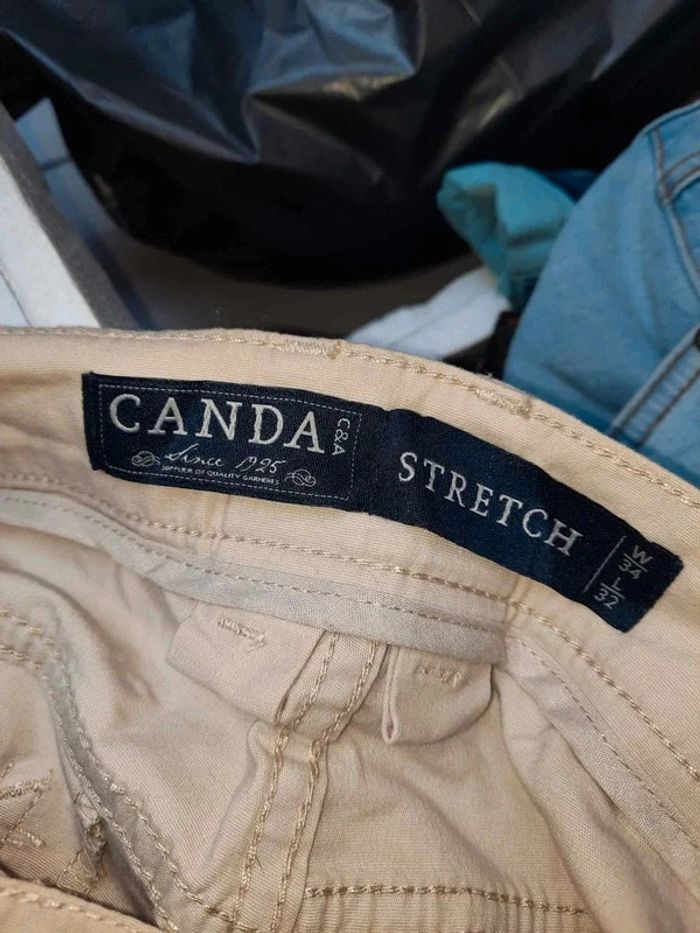 CANDA
C&A
Since 1925
SUPPLIER OF QUALITY GARMENTS
STRETCH
W
34
L
32